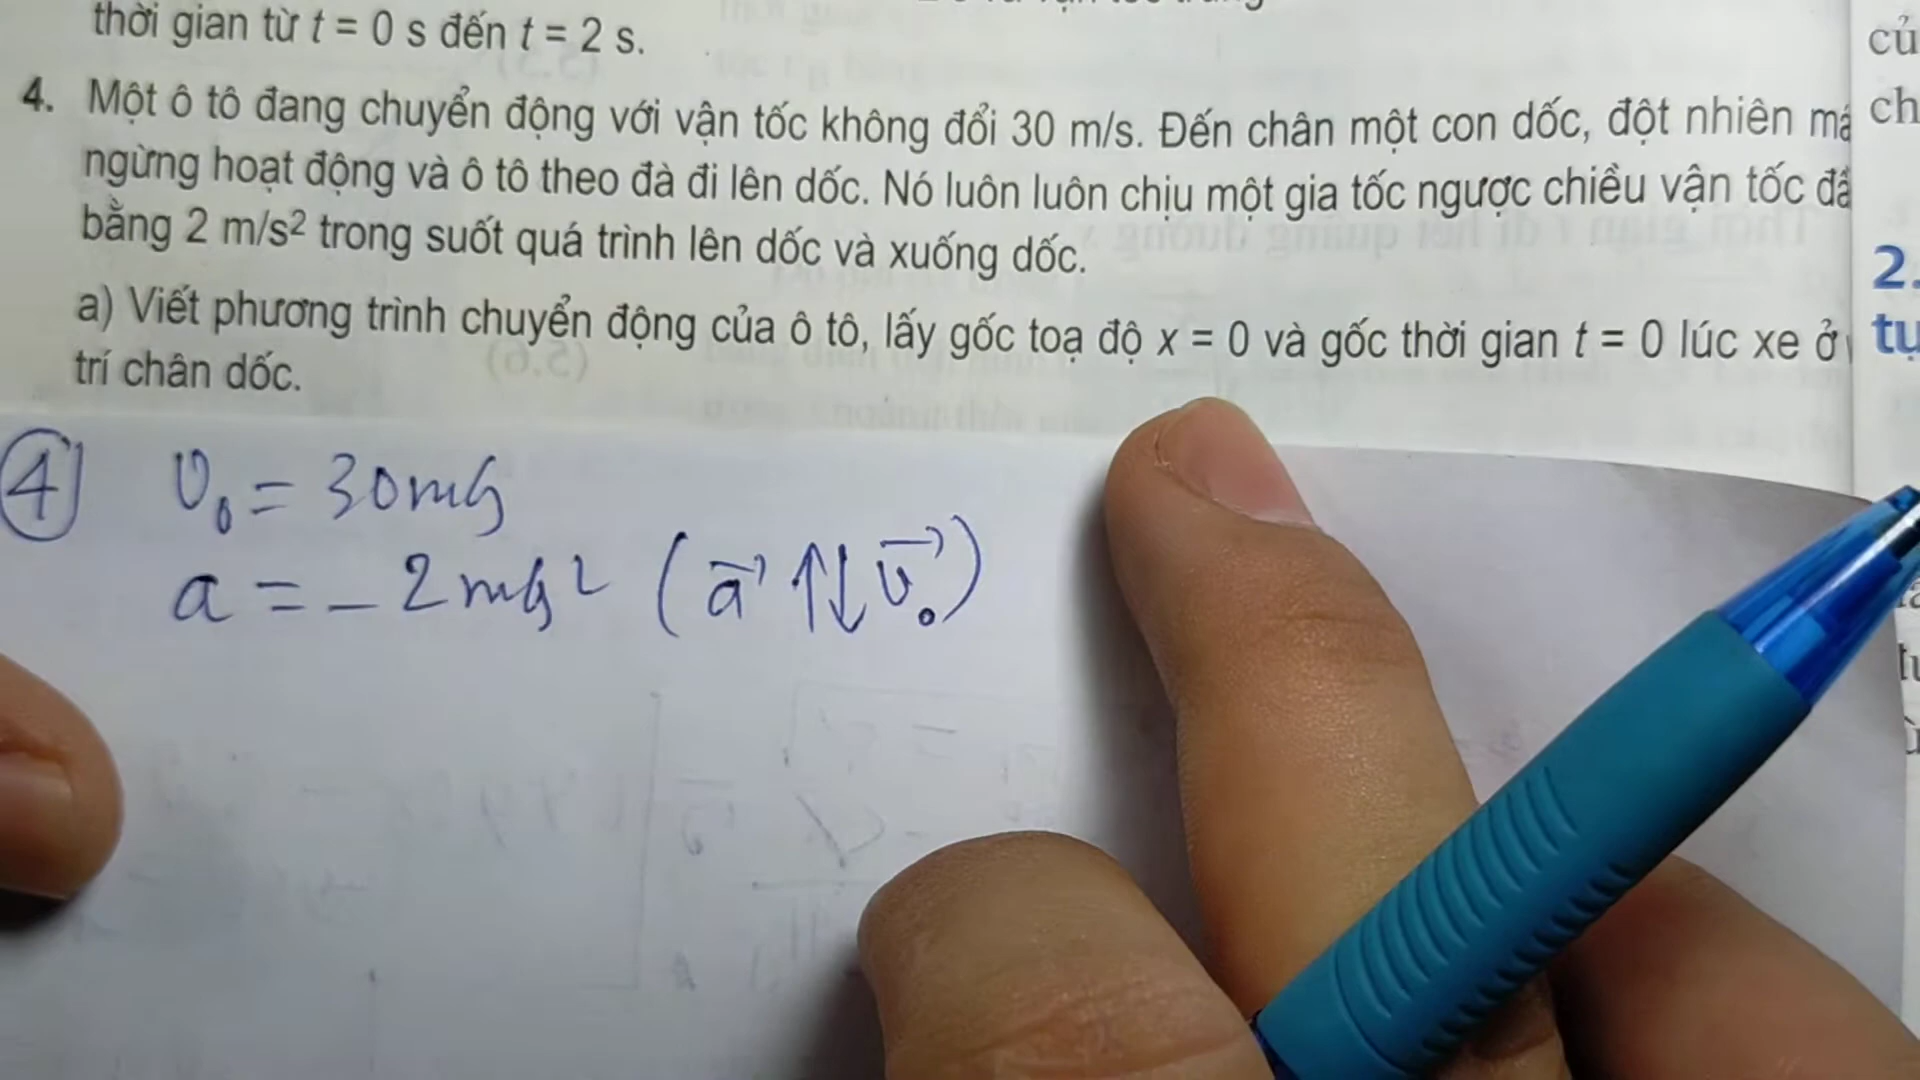 thời gian từ t = 0 s đến t = 2 s.
4. Một ô tô đang chuyển động với vận tốc không đổi 30 m/s. Đến chân một con dốc, đột nhiên
ngừng hoạt động và ô tô theo đà đi lên dốc. Nó luôn luôn chịu một gia tốc ngược chiều vận tốc
bằng 2 m/s² trong suốt quá trình lên dốc và xuống dốc.
a) Viết phương trình chuyển động của ô tô, lấy gốc toạ độ x = 0 và gốc thời gian t = 0 lúc xe ở
trí chân dốc.
củ
ch
2.
tụ
④ v₀ = 30 m/s
a = – 2 m/s² (a⃗ ↑↓ v⃗₀)